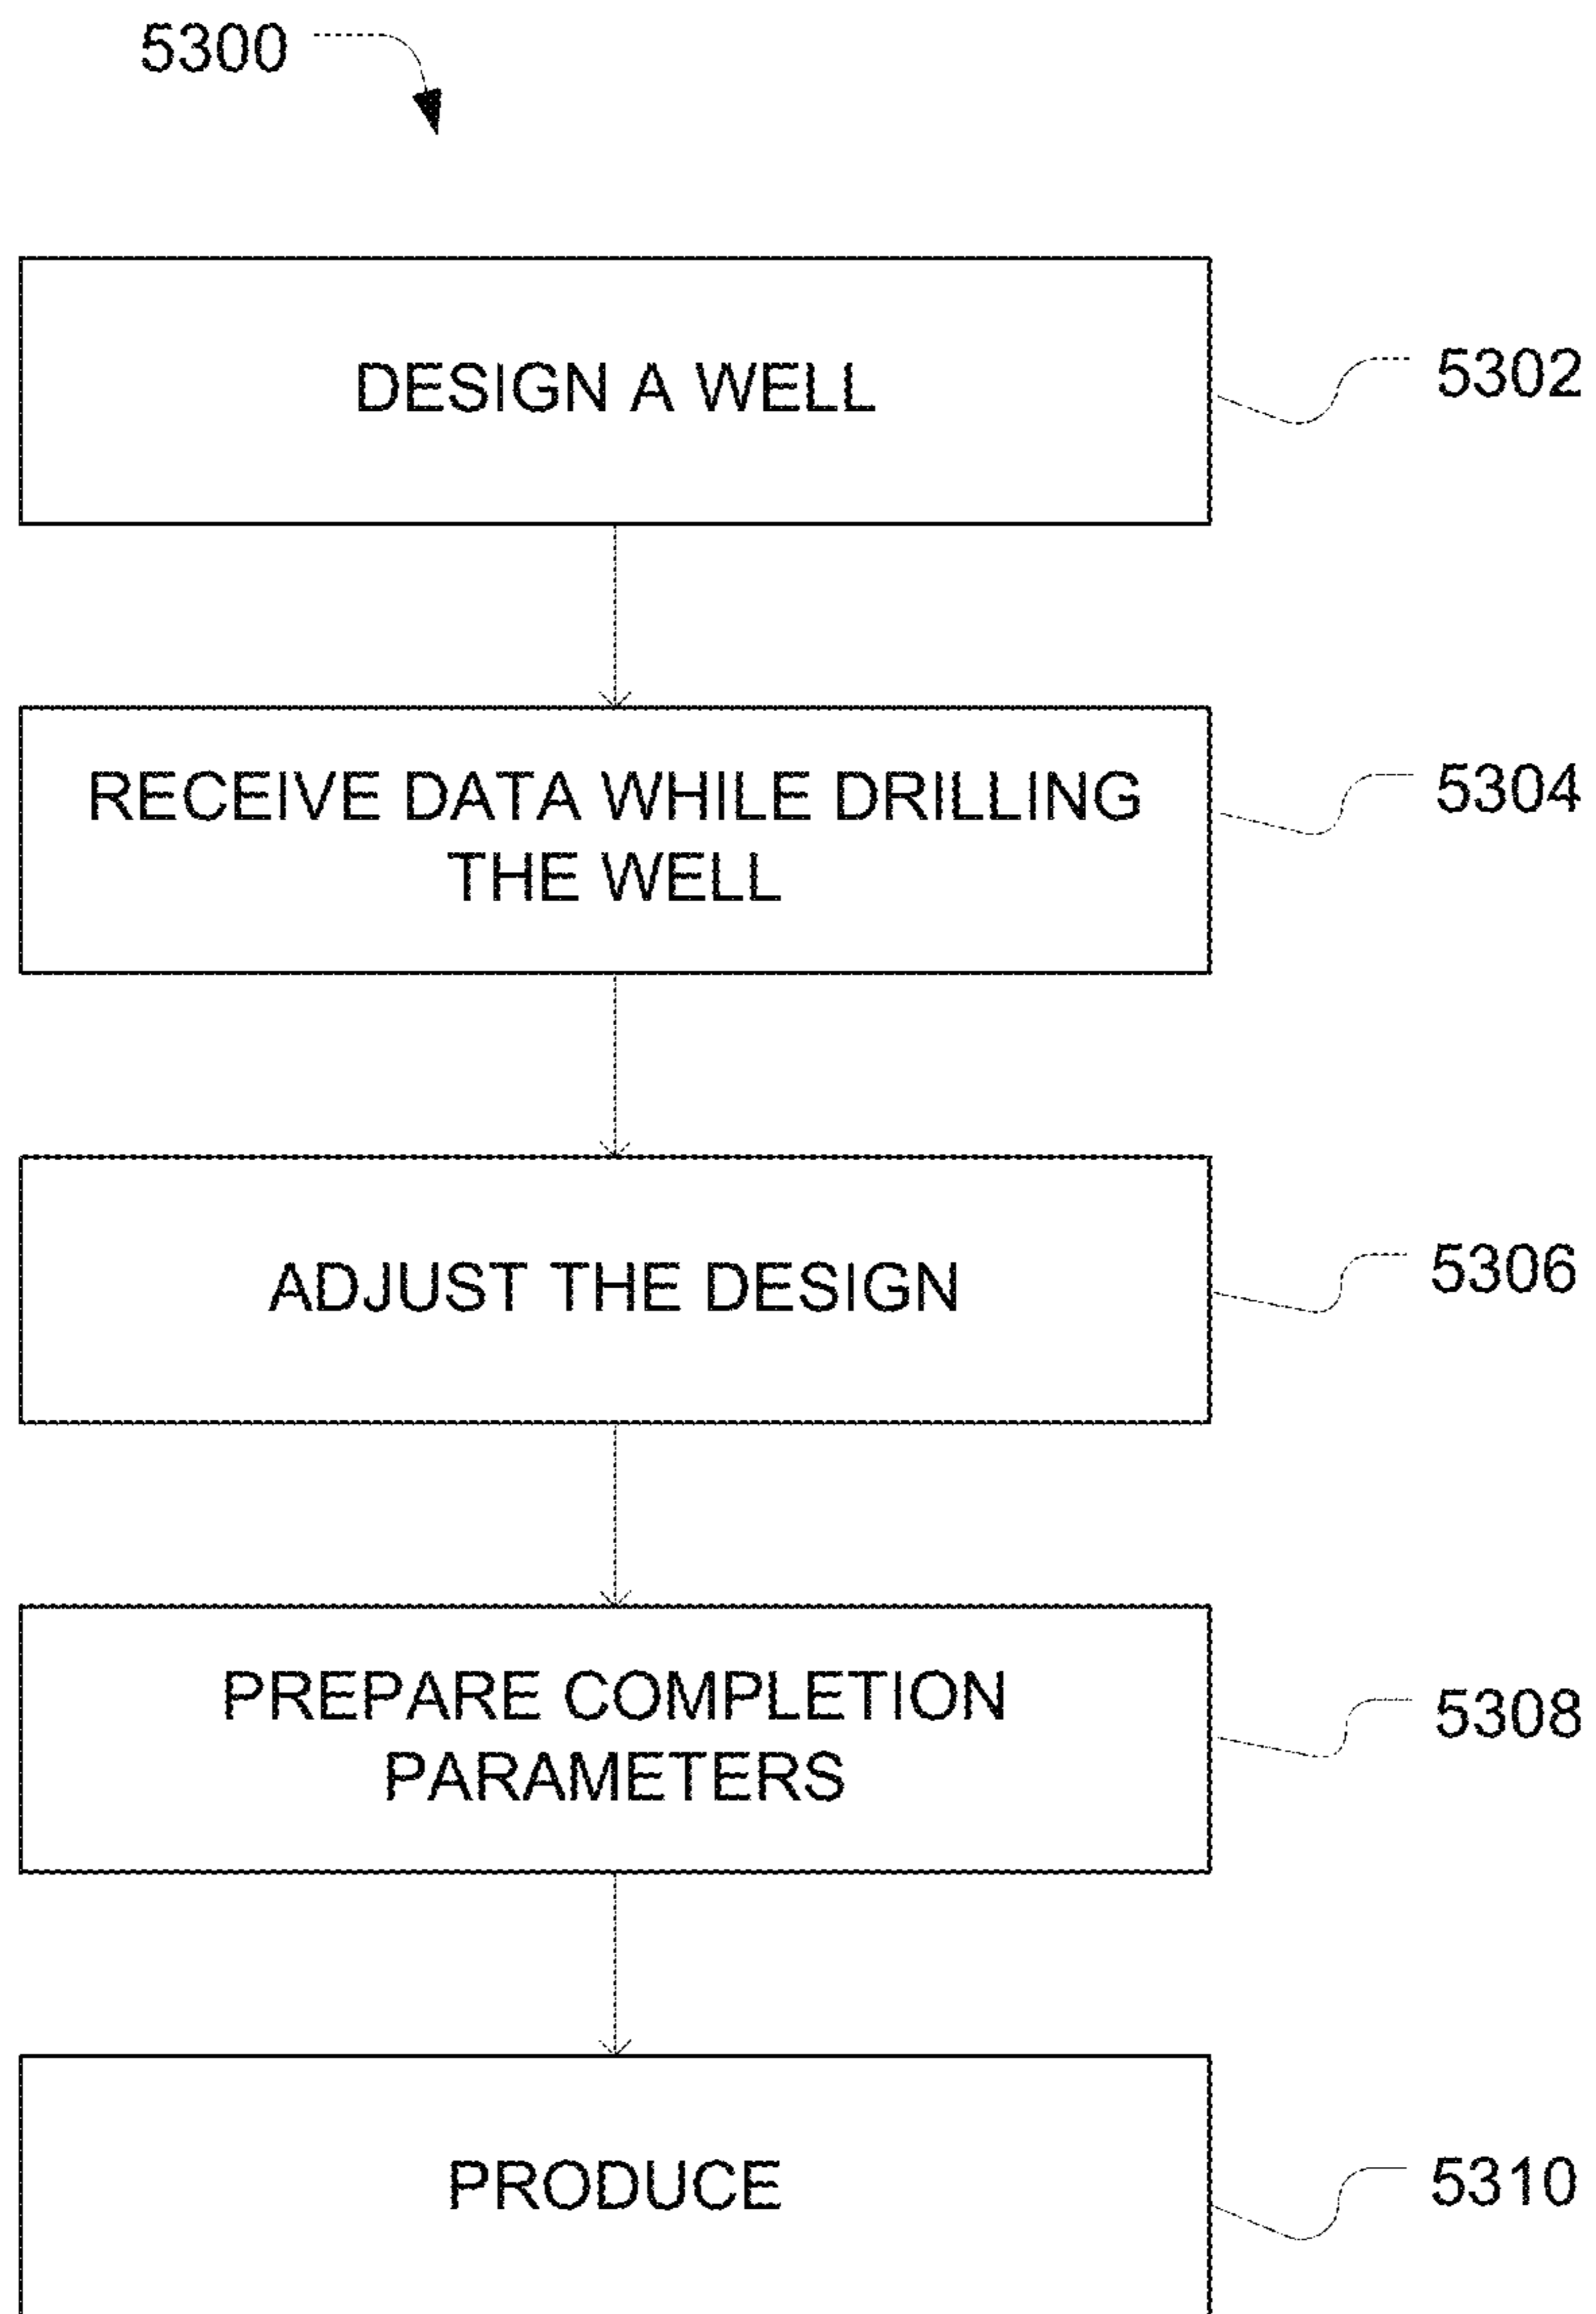 5300
DESIGN A WELL
5302
RECEIVE DATA WHILE DRILLING
THE WELL
5304
ADJUST THE DESIGN
5306
PREPARE COMPLETION
PARAMETERS
5308
PRODUCE
5310